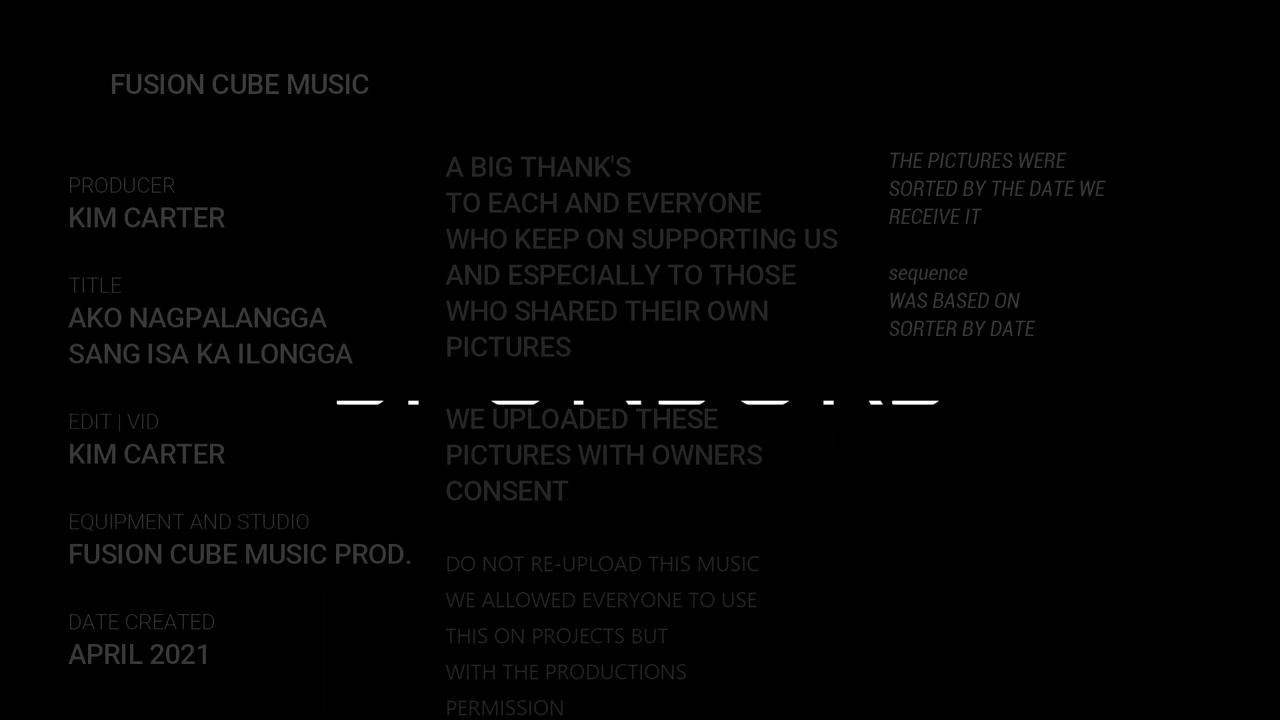 FUSION CUBE MUSIC
PRODUCER
KIM CARTER
TITLE
AKO NAGPALANGGA
SANG ISA KA ILONGGA
EDIT | VID
KIM CARTER
EQUIPMENT AND STUDIO
FUSION CUBE MUSIC PROD.
DATE CREATED
APRIL 2021
A BIG THANK'S
TO EACH AND EVERYONE
WHO KEEP ON SUPPORTING US
AND ESPECIALLY TO THOSE
WHO SHARED THEIR OWN
PICTURES
WE UPLOADED THESE
PICTURES WITH OWNERS
CONSENT
DO NOT RE-UPLOAD THIS MUSIC
WE ALLOWED EVERYONE TO USE
THIS ON PROJECTS BUT
WITH THE PRODUCTIONS
PERMISSION
THE PICTURES WERE
SORTED BY THE DATE WE
RECEIVE IT
sequence
WAS BASED ON
SORTER BY DATE